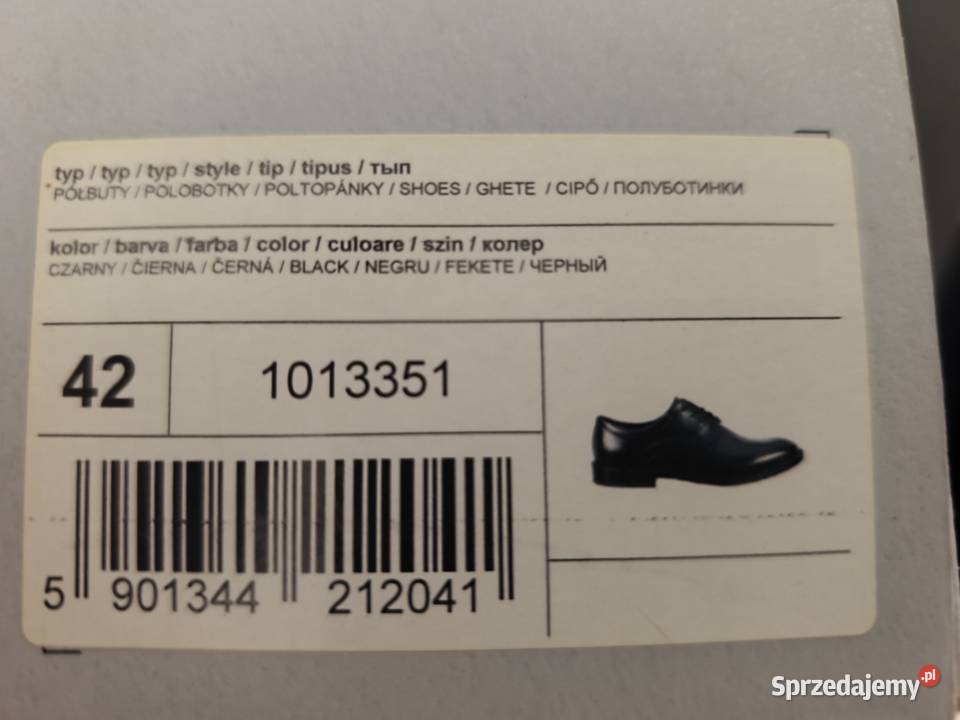 typ / typ / typ / style / tip / tipus / тып
PÓŁBUTY / POLOBOTKY / POLTOPÁNKY / SHOES / GHETE / CIPŐ / ПОЛУБОТИНКИ
kolor / barva / farba / color / culoare / szin / колер
CZARNY / ČIERNA / ČERNÁ / BLACK / NEGRU / FEKETE / ЧЕРНЫЙ
42 1013351
5 901344 212041
Sprzedajemy.pl